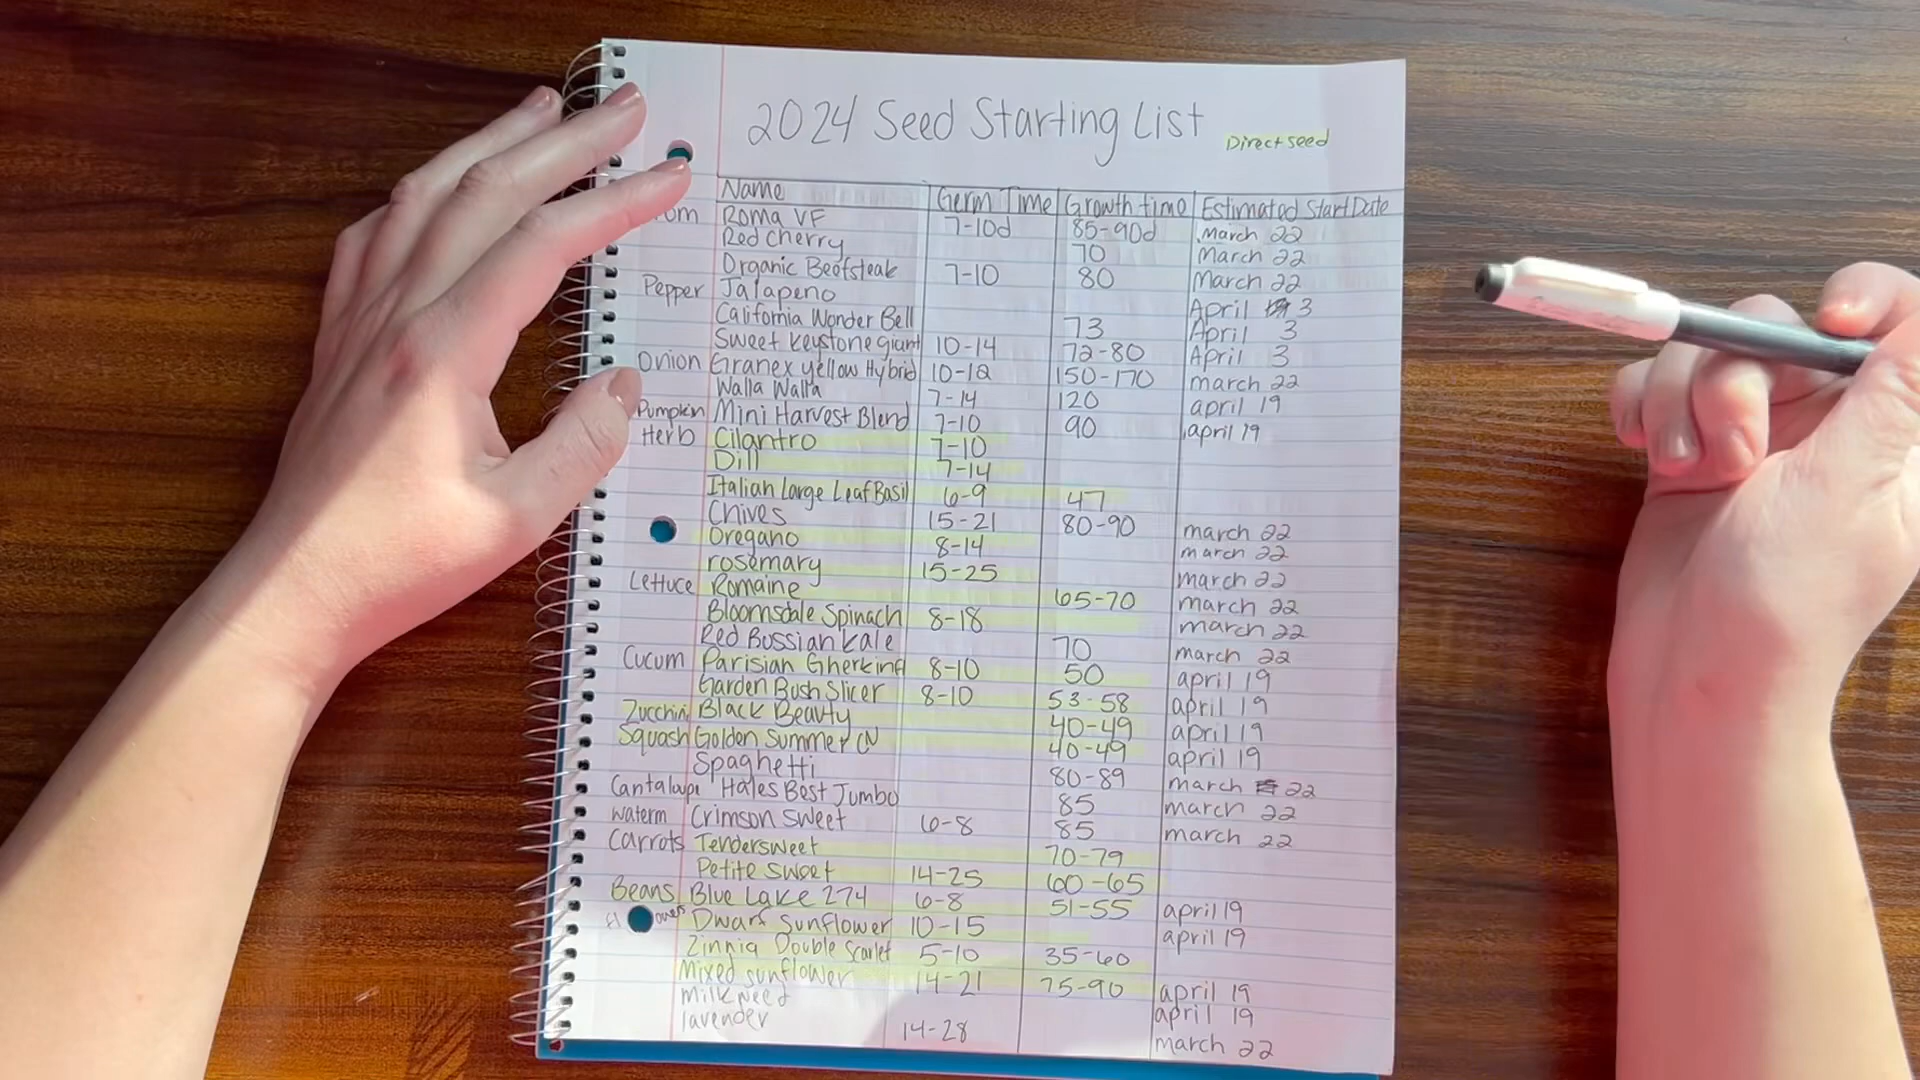 2024 Seed Starting List
Direct seed
Name Germ Time Growth time Estimated Start Date
om Roma VF 7-10d 85-90d March 22
Red cherry 70 March 22
Organic Beefsteak 7-10 80 March 22
Pepper Jalapeno April 3
California Wonder Bell 73 April 3
Sweet keystone giant 10-14 72-80 April 3
Onion Granex yellow Hybrid 10-12 150-170 march 22
Walla Walla 7-14 120 april 19
Pumpkin Mini Harvest Blend 7-10 90 april 19
Herb Cilantro 7-10
Dill 7-14
Italian Large Leaf Basil 6-9 47
Chives 15-21 80-90 march 22
Oregano 8-14 march 22
rosemary 15-25 march 22
Lettuce Romaine 65-70 march 22
Bloomsdale Spinach 8-18 march 22
Red Russian kale 70 march 22
Cucum Parisian Gherkin 8-10 50 april 19
Garden Bush Slicer 8-10 53-58 april 19
Zucchini Black Beauty 40-49 april 19
Squash Golden Summer CN 40-49 april 19
Spaghetti 80-89 march 22
Cantalupe Hales Best Jumbo 85 march 22
Waterm Crimson Sweet 6-8 85 march 22
Carrots Tendersweet 70-79
Petite sweet 14-25 60-65
Beans Blue Lake 274 6-8 51-55 april 19
fl owers Dwarf Sunflower 10-15 april 19
Zinnia Double Scarlet 5-10 35-60
Mixed sunflower 14-21 75-90 april 19
milkweed april 19
lavender 14-28 march 22